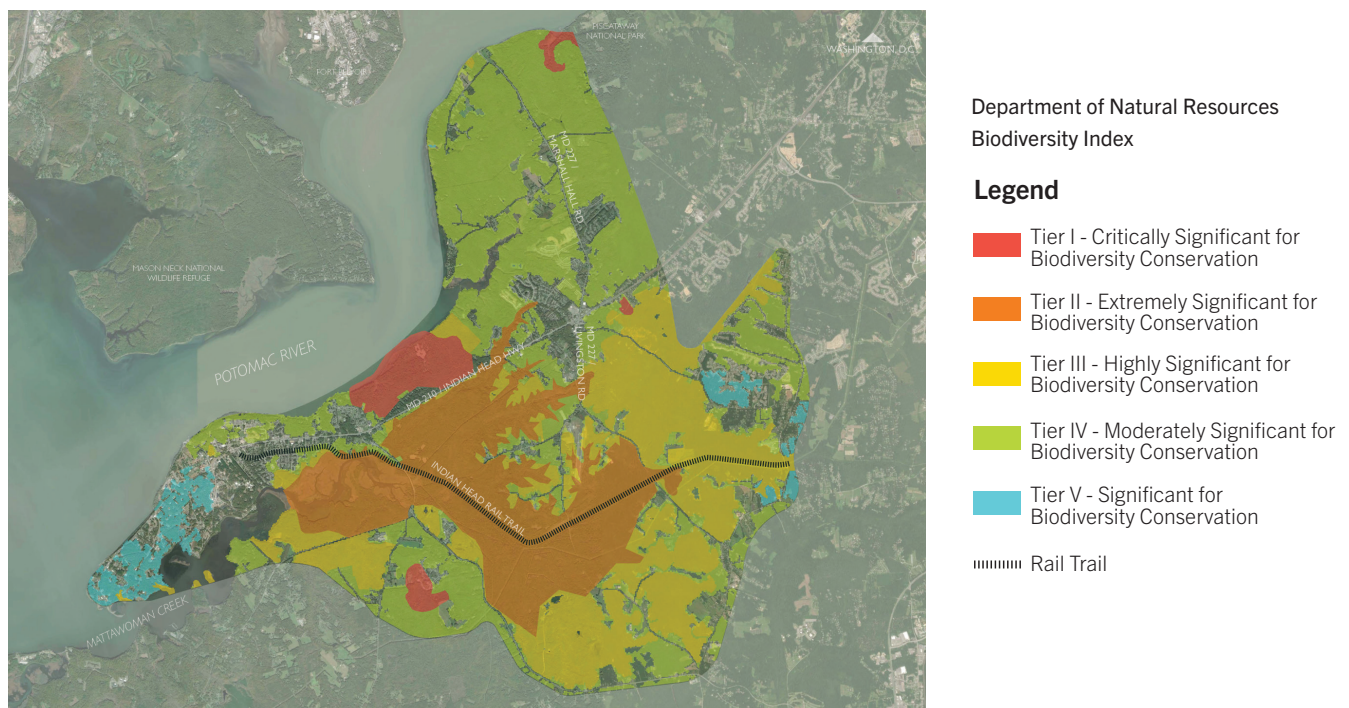 PISCATAWAY
NATIONAL PARK
WASHINGTON, D.C.
FORT BELVOIR
MD 227 /
MARSHALL HALL RD
MASON NECK NATIONAL
WILDLIFE REFUGE
POTOMAC RIVER
MD 210 / INDIAN HEAD HWY
MD 227 /
LIVINGSTON RD
INDIAN HEAD RAIL TRAIL
MATTAWOMAN CREEK
Department of Natural Resources
Biodiversity Index
Legend
Tier I - Critically Significant for
Biodiversity Conservation
Tier II - Extremely Significant for
Biodiversity Conservation
Tier III - Highly Significant for
Biodiversity Conservation
Tier IV - Moderately Significant for
Biodiversity Conservation
Tier V - Significant for
Biodiversity Conservation
Rail Trail